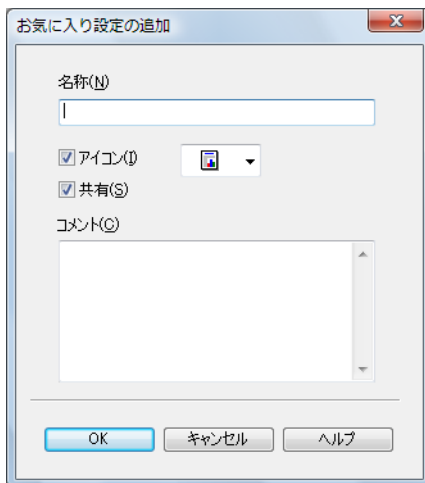 お気に入り設定の追加
名称(N)
アイコン(I)
共有(S)
コメント(C)
OK キャンセル ヘルプ